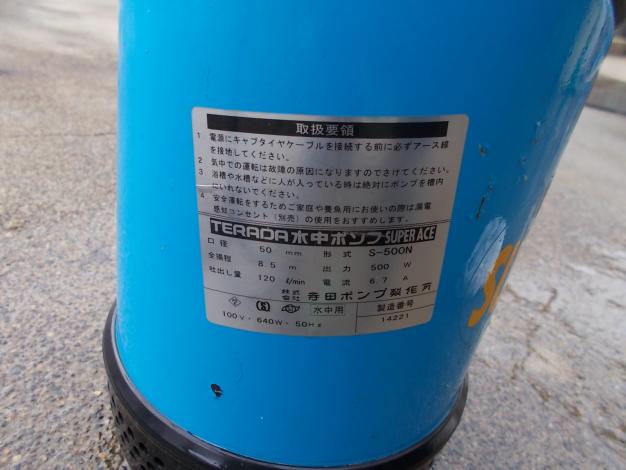 取扱要領
1 電源にキャブタイヤケーブルを接続する前に必ずアース線
を接地してください。
2 気中での運転は故障の原因になりますのでさけてください。
3 浴槽や水槽などに人が入っている時は絶対にポンプを槽内
にいれないでください。
4 安全運転をするためご家庭や養魚用にお使いの際は漏電
感知コンセント(別売)の使用をおすすめします。
TERADA水中ポンプ SUPER ACE
口径 50 mm 形式 S-500N
全揚程 8.5 m 出力 500 W
吐出し量 120 ℓ/min 電流 6.7 A
株式会社 寺田ポンプ製作所
水中用 製造番号
100V・640W・50Hz 14221